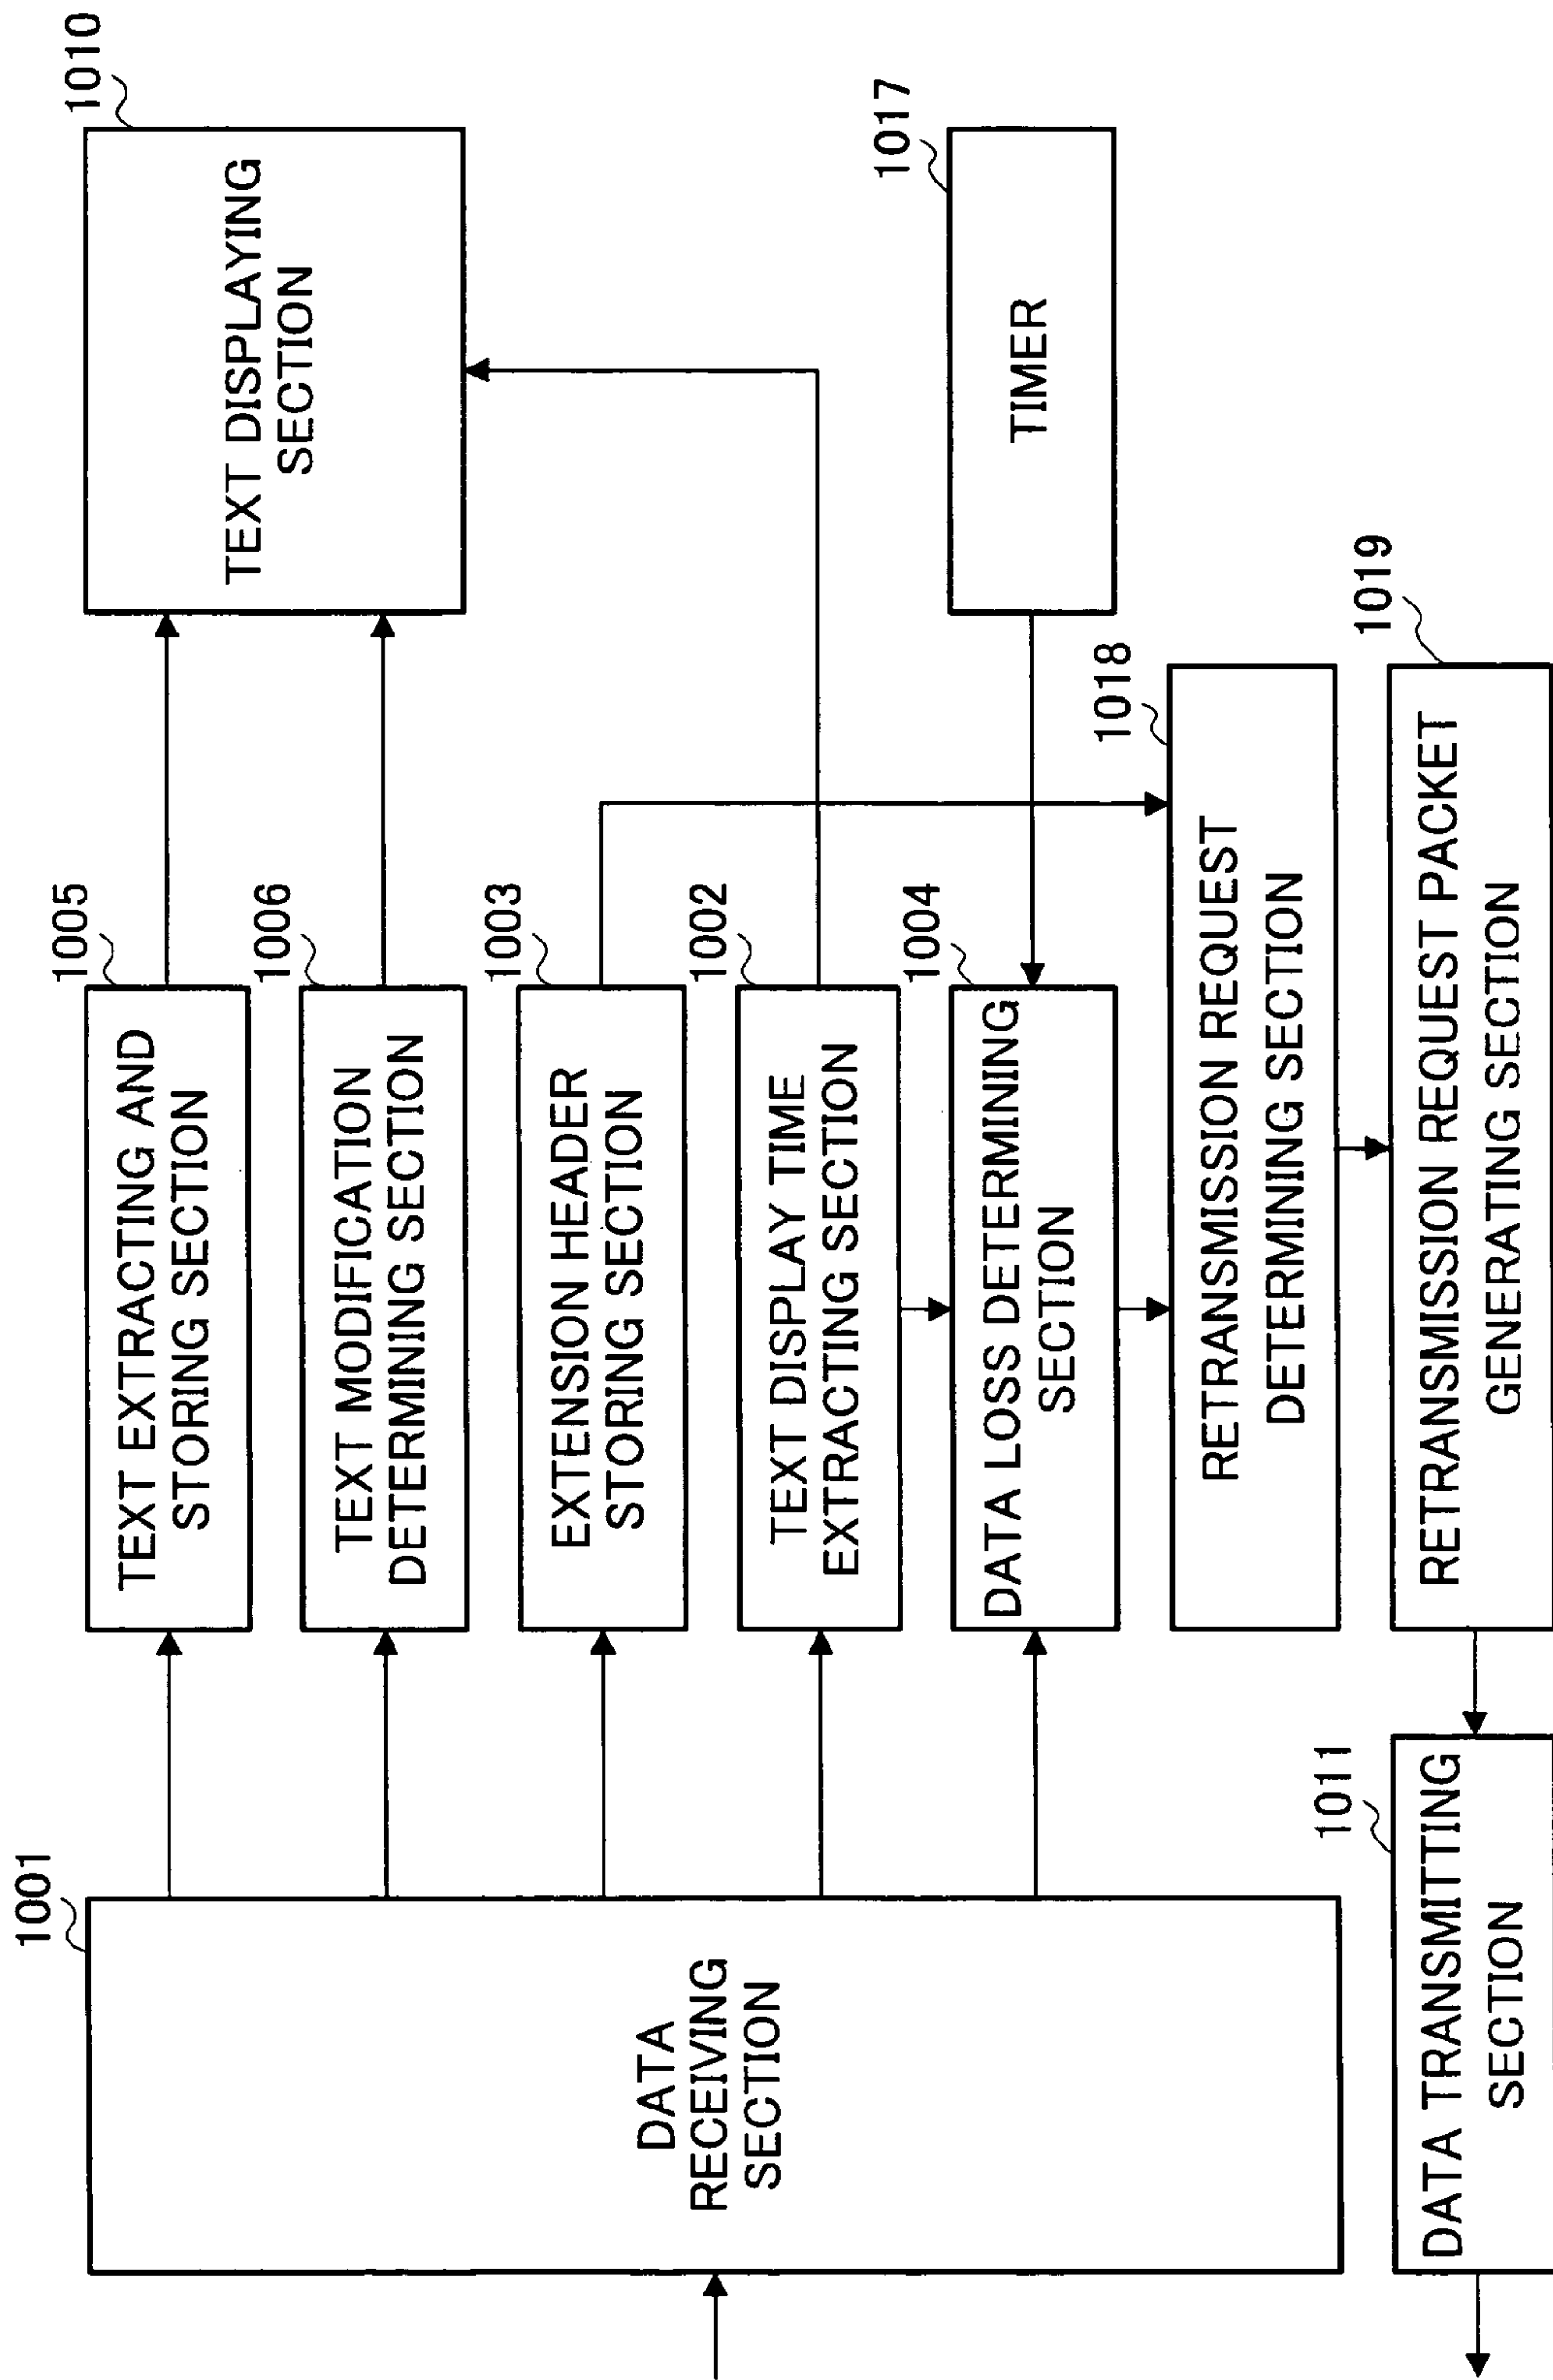 1001
DATA
RECEIVING
SECTION
1005
TEXT EXTRACTING AND
STORING SECTION
1006
TEXT MODIFICATION
DETERMINING SECTION
1003
EXTENSION HEADER
STORING SECTION
1002
TEXT DISPLAY TIME
EXTRACTING SECTION
1004
DATA LOSS DETERMINING
SECTION
1010
TEXT DISPLAYING
SECTION
1017
TIMER
1018
RETRANSMISSION REQUEST
DETERMINING SECTION
1019
RETRANSMISSION REQUEST PACKET
GENERATING SECTION
1011
DATA TRANSMITTING
SECTION